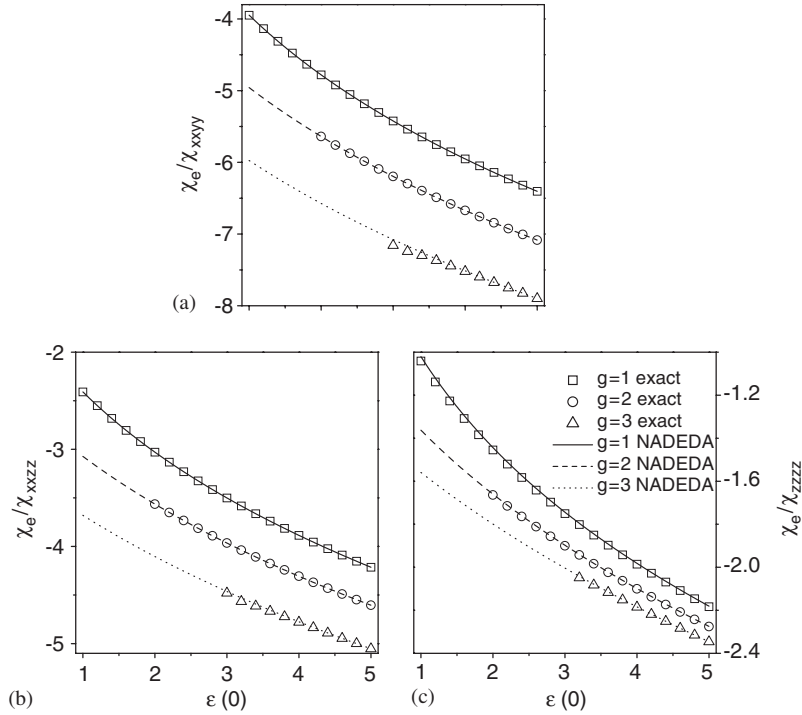 -4
-5
-6
-7
-8
χe/χxxyy
(a)
-2
-3
-4
-5
χe/χxxzz
1 2 3 4 5
ε (0)
(b)
g=1 exact
g=2 exact
g=3 exact
g=1 NADEDA
g=2 NADEDA
g=3 NADEDA
-1.2
-1.6
-2.0
-2.4
χe/χzzzz
1 2 3 4 5
ε (0)
(c)